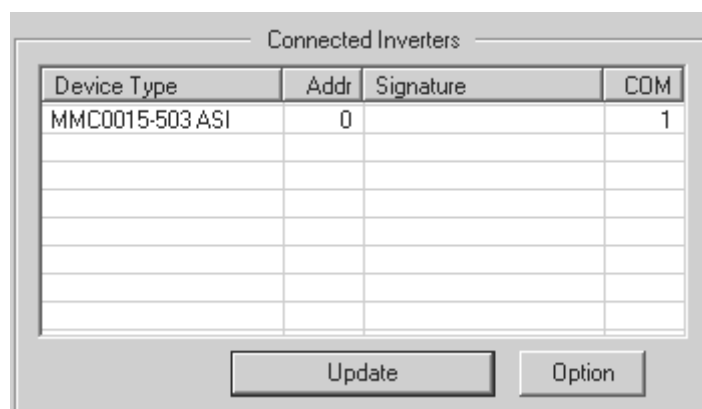 Connected Inverters
Device Type Addr Signature COM
MMC0015-503 ASI 0 1
Update Option